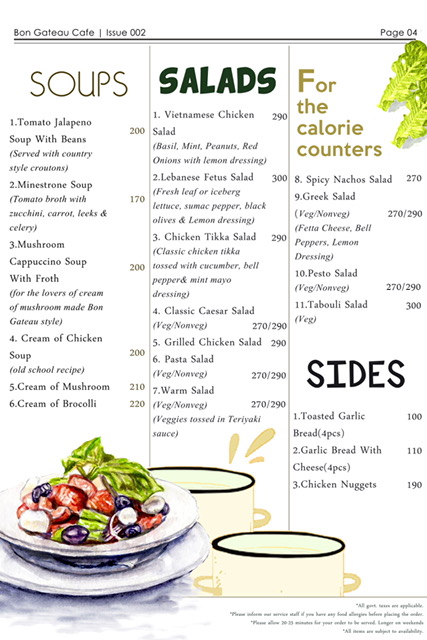 Bon Gateau Cafe | Issue 002
Page 04
SOUPS
1.Tomato Jalapeno
Soup With Beans 200
(Served with country
style croutons)
2.Minestrone Soup
(Tomato broth with 170
zucchini, carrot, leeks &
celery)
3.Mushroom
Cappuccino Soup 200
With Froth
(for the lovers of cream
of mushroom made Bon
Gateau style)
4. Cream of Chicken
Soup 200
(old school recipe)
5.Cream of Mushroom 210
6.Cream of Brocolli 220
SALADS
1. Vietnamese Chicken 290
Salad
(Basil, Mint, Peanuts, Red
Onions with lemon dressing)
2.Lebanese Fetus Salad 300
(Fresh leaf or iceberg
lettuce, sumac pepper, black
olives & Lemon dressing)
3. Chicken Tikka Salad 290
(Classic chicken tikka
tossed with cucumber, bell
pepper& mint mayo
dressing)
4. Classic Caesar Salad
(Veg/Nonveg) 270/290
5. Grilled Chicken Salad 290
6. Pasta Salad
(Veg/Nonveg) 270/290
7.Warm Salad
(Veg/Nonveg) 270/290
(Veggies tossed in Teriyaki
sauce)
For
the
calorie
counters
8. Spicy Nachos Salad 270
9.Greek Salad
(Veg/Nonveg) 270/290
(Fetta Cheese, Bell
Peppers, Lemon
Dressing)
10.Pesto Salad
(Veg/Nonveg) 270/290
11.Tabouli Salad 300
(Veg)
SIDES
1.Toasted Garlic 100
Bread(4pcs)
2.Garlic Bread With 110
Cheese(4pcs)
3.Chicken Nuggets 190
*All govt. taxes are applicable.
*Please inform our service staff if you have any food allergies before placing the order.
*Please allow 20-25 minutes for your order to be served. Longer on weekends
*All items are subject to availability.